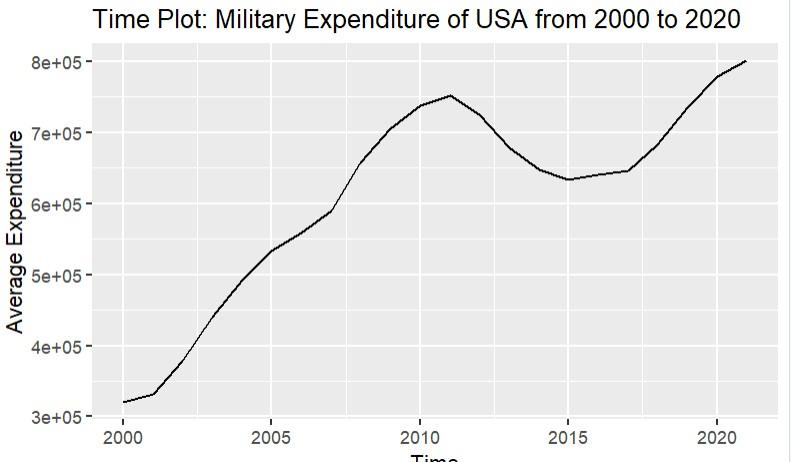 Time Plot: Military Expenditure of USA from 2000 to 2020
Average Expenditure
8e+05
7e+05
6e+05
5e+05
4e+05
3e+05
2000 2005 2010 2015 2020
Time